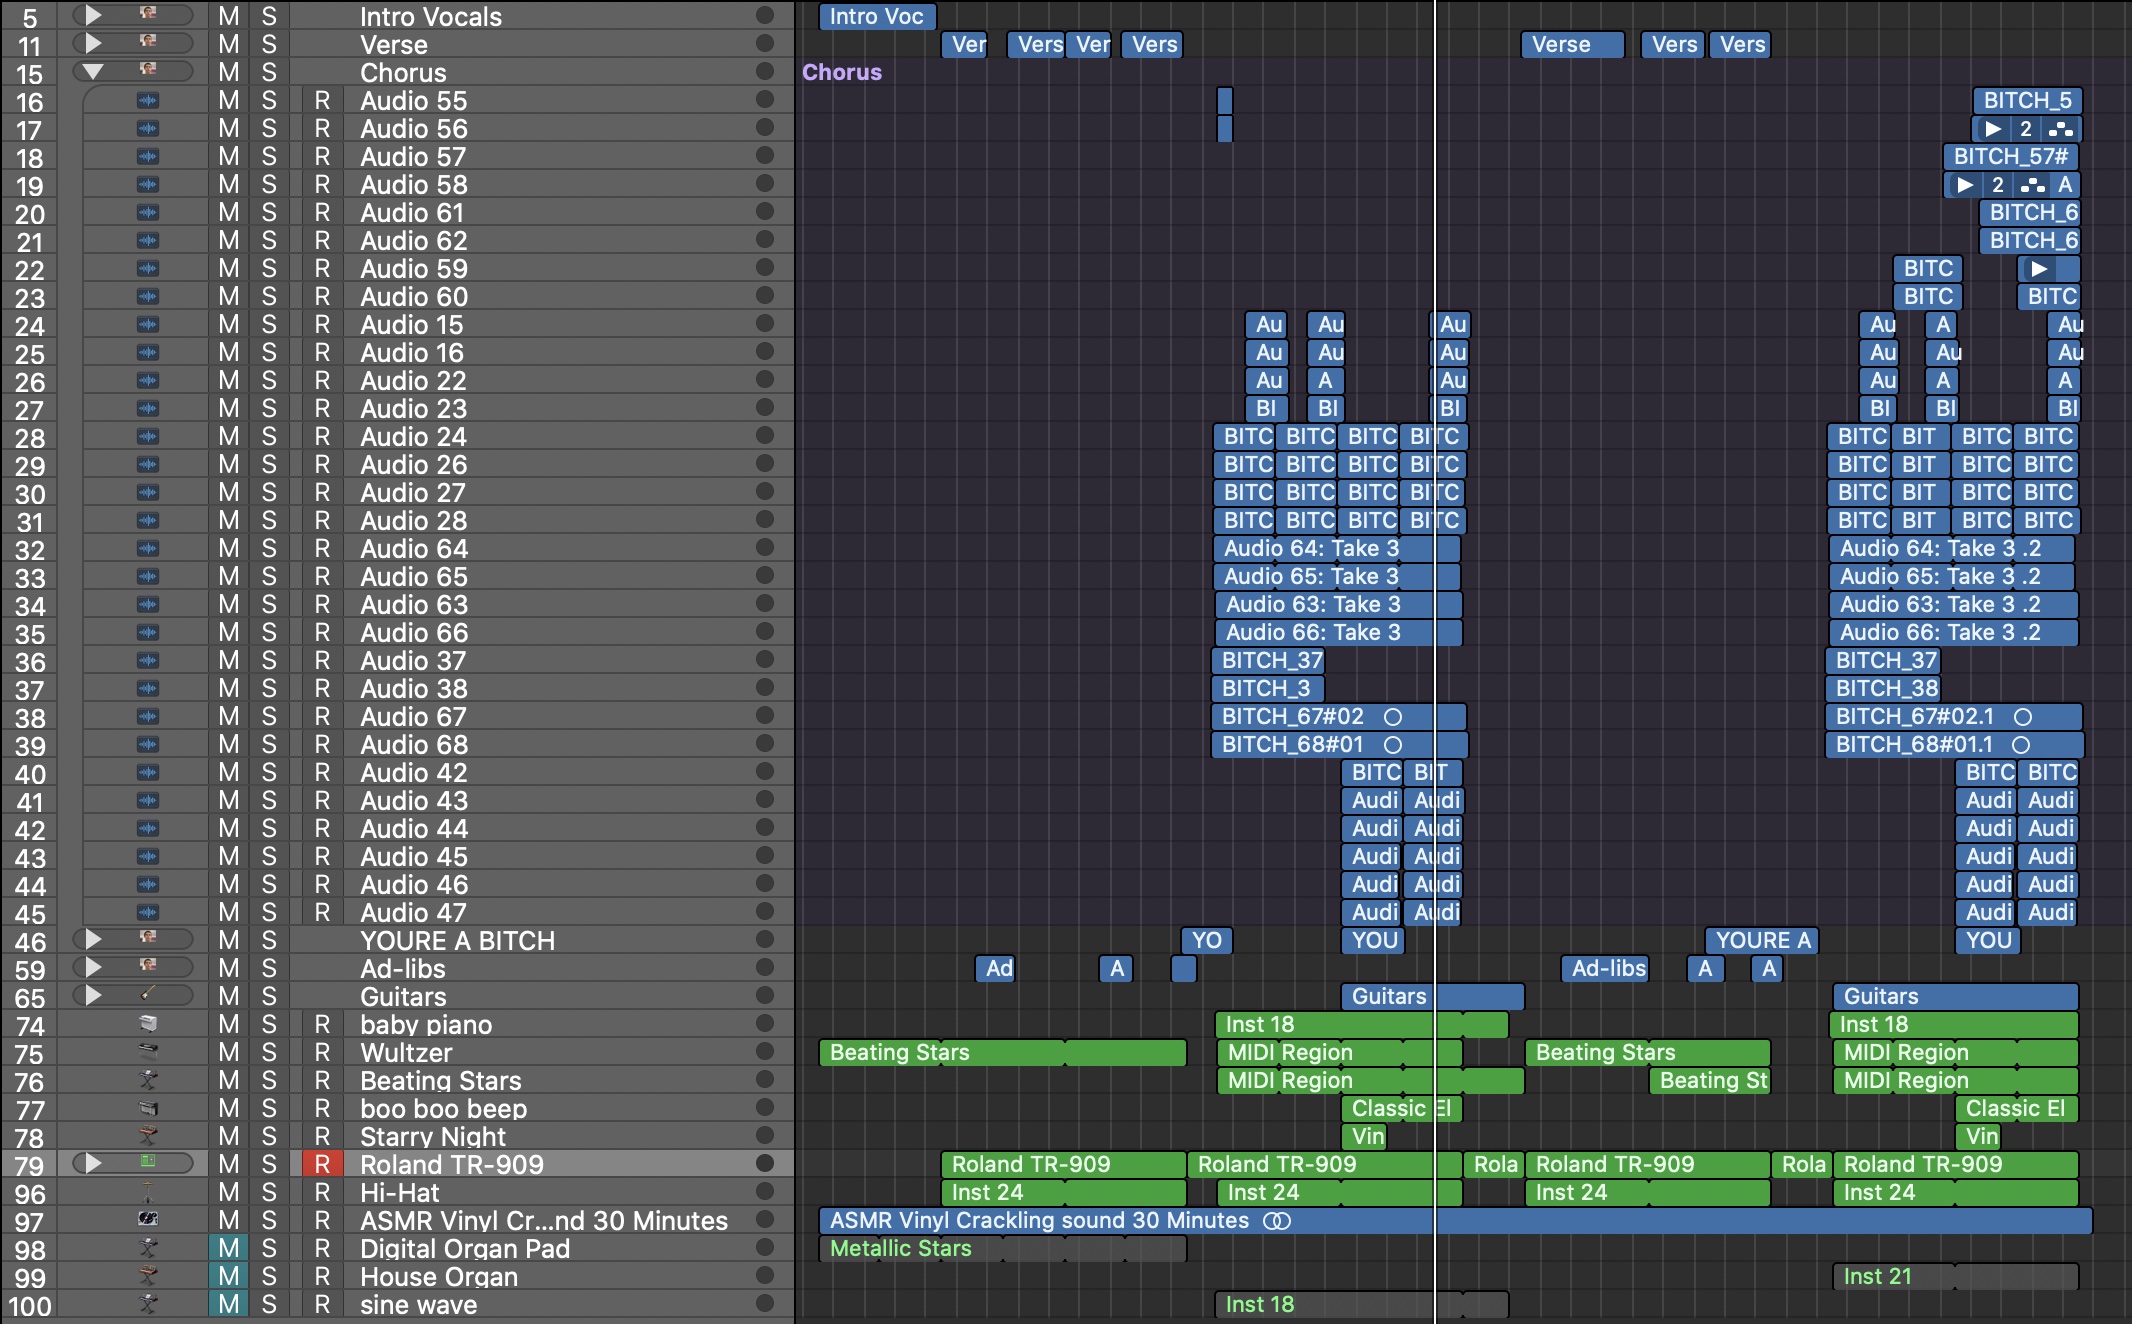 5 M S Intro Vocals Intro Voc
11 M S Verse Ver Vers Ver Vers Verse Vers Vers
15 M S Chorus Chorus
16 M S R Audio 55 BITCH_5
17 M S R Audio 56 2
18 M S R Audio 57 BITCH_57#
19 M S R Audio 58 2 A
20 M S R Audio 61 BITCH_6
21 M S R Audio 62 BITCH_6
22 M S R Audio 59 BITC
23 M S R Audio 60 BITC BITC
24 M S R Audio 15 Au Au Au Au A Au
25 M S R Audio 16 Au Au Au Au Au Au
26 M S R Audio 22 Au A Au Au A A
27 M S R Audio 23 BI BI BI BI BI BI
28 M S R Audio 24 BITC BITC BITC BITC BITC BIT BITC BITC
29 M S R Audio 26 BITC BITC BITC BITC BITC BIT BITC BITC
30 M S R Audio 27 BITC BITC BITC BITC BITC BIT BITC BITC
31 M S R Audio 28 BITC BITC BITC BITC BITC BIT BITC BITC
32 M S R Audio 64 Audio 64: Take 3 Audio 64: Take 3 .2
33 M S R Audio 65 Audio 65: Take 3 Audio 65: Take 3 .2
34 M S R Audio 63 Audio 63: Take 3 Audio 63: Take 3 .2
35 M S R Audio 66 Audio 66: Take 3 Audio 66: Take 3 .2
36 M S R Audio 37 BITCH_37 BITCH_37
37 M S R Audio 38 BITCH_3 BITCH_38
38 M S R Audio 67 BITCH_67#02 BITCH_67#02.1
39 M S R Audio 68 BITCH_68#01 BITCH_68#01.1
40 M S R Audio 42 BITC BIT BITC BITC
41 M S R Audio 43 Audi Audi Audi Audi
42 M S R Audio 44 Audi Audi Audi Audi
43 M S R Audio 45 Audi Audi Audi Audi
44 M S R Audio 46 Audi Audi Audi Audi
45 M S R Audio 47 Audi Audi Audi Audi
46 M S YOURE A BITCH YO YOU YOURE A YOU
59 M S Ad-libs Ad A Ad-libs A A
65 M S Guitars Guitars Guitars
74 M S R baby piano Inst 18 Inst 18
75 M S R Wultzer Beating Stars MIDI Region Beating Stars MIDI Region
76 M S R Beating Stars MIDI Region Beating St MIDI Region
77 M S R boo boo beep Classic El Classic El
78 M S R Starry Night Vin Vin
79 M S R Roland TR-909 Roland TR-909 Roland TR-909 Rola Roland TR-909 Rola Roland TR-909
96 M S R Hi-Hat Inst 24 Inst 24 Inst 24 Inst 24
97 M S R ASMR Vinyl Cr...nd 30 Minutes ASMR Vinyl Crackling sound 30 Minutes
98 M S R Digital Organ Pad Metallic Stars
99 M S R House Organ Inst 21
100 M S R sine wave Inst 18